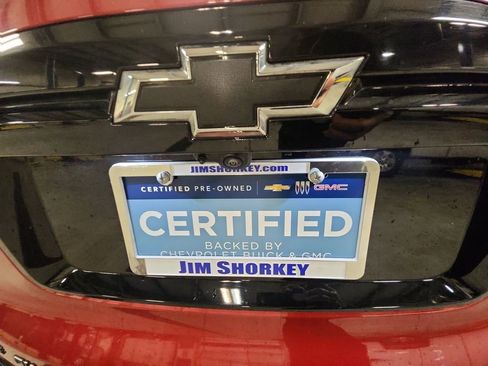 JIMSHORKEY.com
CERTIFIED PRE-OWNED GMC
CERTIFIED
BACKED BY
CHEVROLET BUICK & GMC
JIM SHORKEY